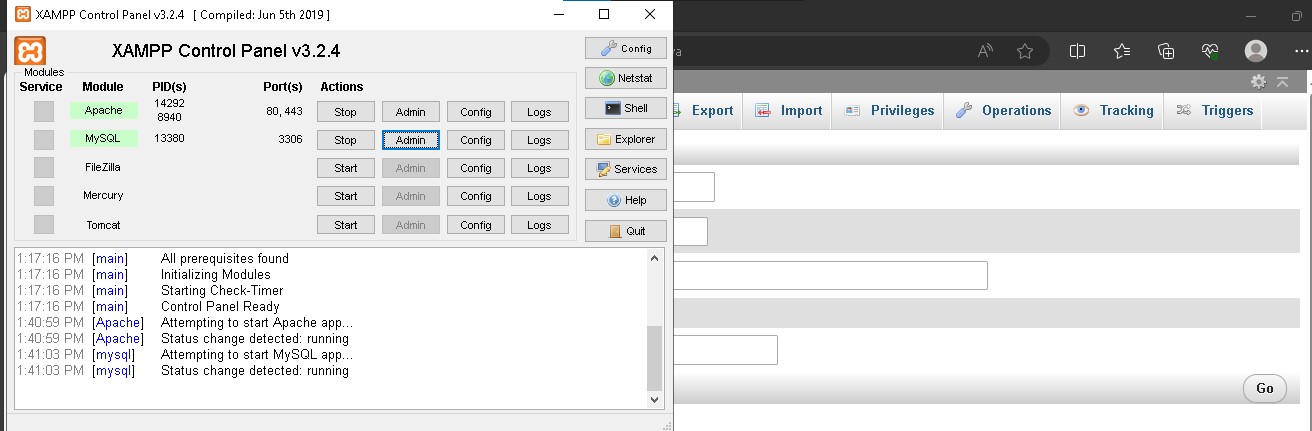 XAMPP Control Panel v3.2.4 [ Compiled: Jun 5th 2019 ]
XAMPP Control Panel v3.2.4
Config
Modules
Service Module PID(s) Port(s) Actions
Netstat
Apache 14292 8940 80, 443 Stop Admin Config Logs
Shell
MySQL 13380 3306 Stop Admin Config Logs
Explorer
FileZilla Start Admin Config Logs
Services
Mercury Start Admin Config Logs
Help
Tomcat Start Admin Config Logs
Quit
1:17:16 PM [main] All prerequisites found
1:17:16 PM [main] Initializing Modules
1:17:16 PM [main] Starting Check-Timer
1:17:16 PM [main] Control Panel Ready
1:40:59 PM [Apache] Attempting to start Apache app...
1:40:59 PM [Apache] Status change detected: running
1:41:03 PM [mysql] Attempting to start MySQL app...
1:41:03 PM [mysql] Status change detected: running
va
Export Import Privileges Operations Tracking Triggers
Go